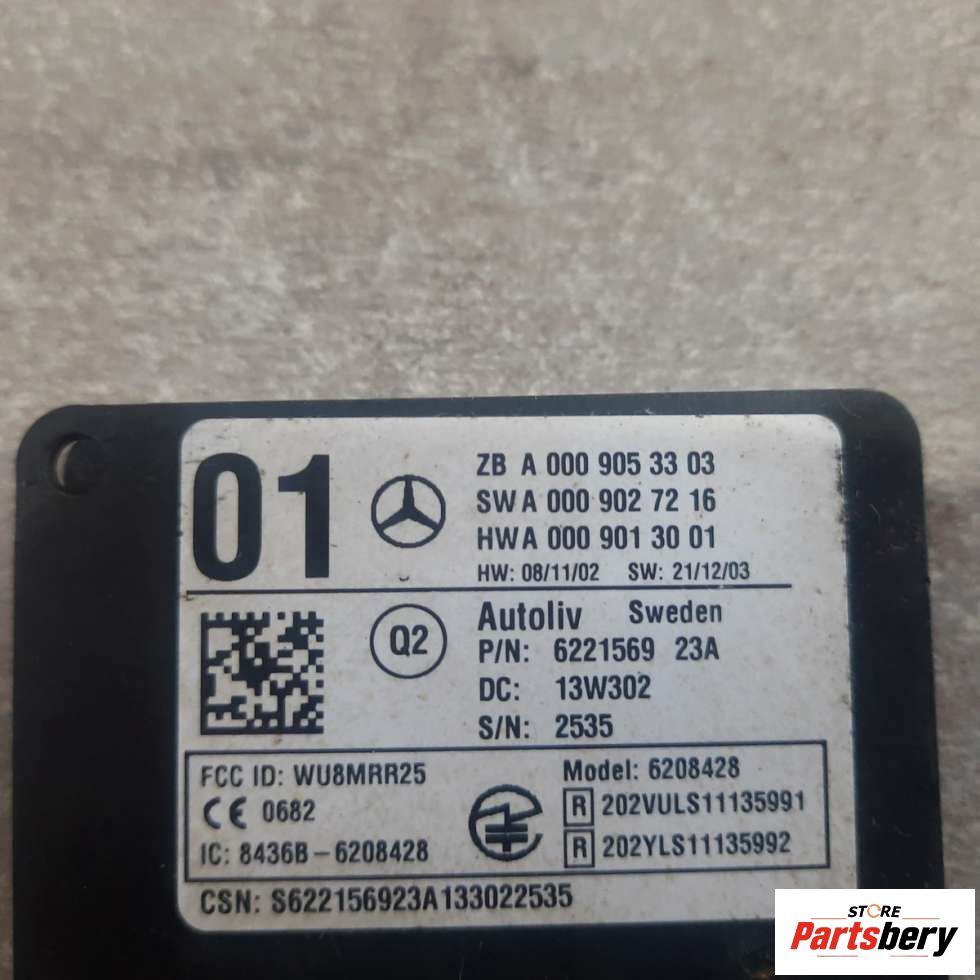 01
ZB A 000 905 33 03
SW A 000 902 72 16
HW A 000 901 30 01
HW: 08/11/02 SW: 21/12/03
Q2
Autoliv Sweden
P/N: 6221569 23A
DC: 13W302
S/N: 2535
FCC ID: WU8MRR25 Model: 6208428
CE 0682 R 202VULS11135991
IC: 8436B-6208428 R 202YLS11135992
CSN: S622156923A133022535
STORE
Partsbery